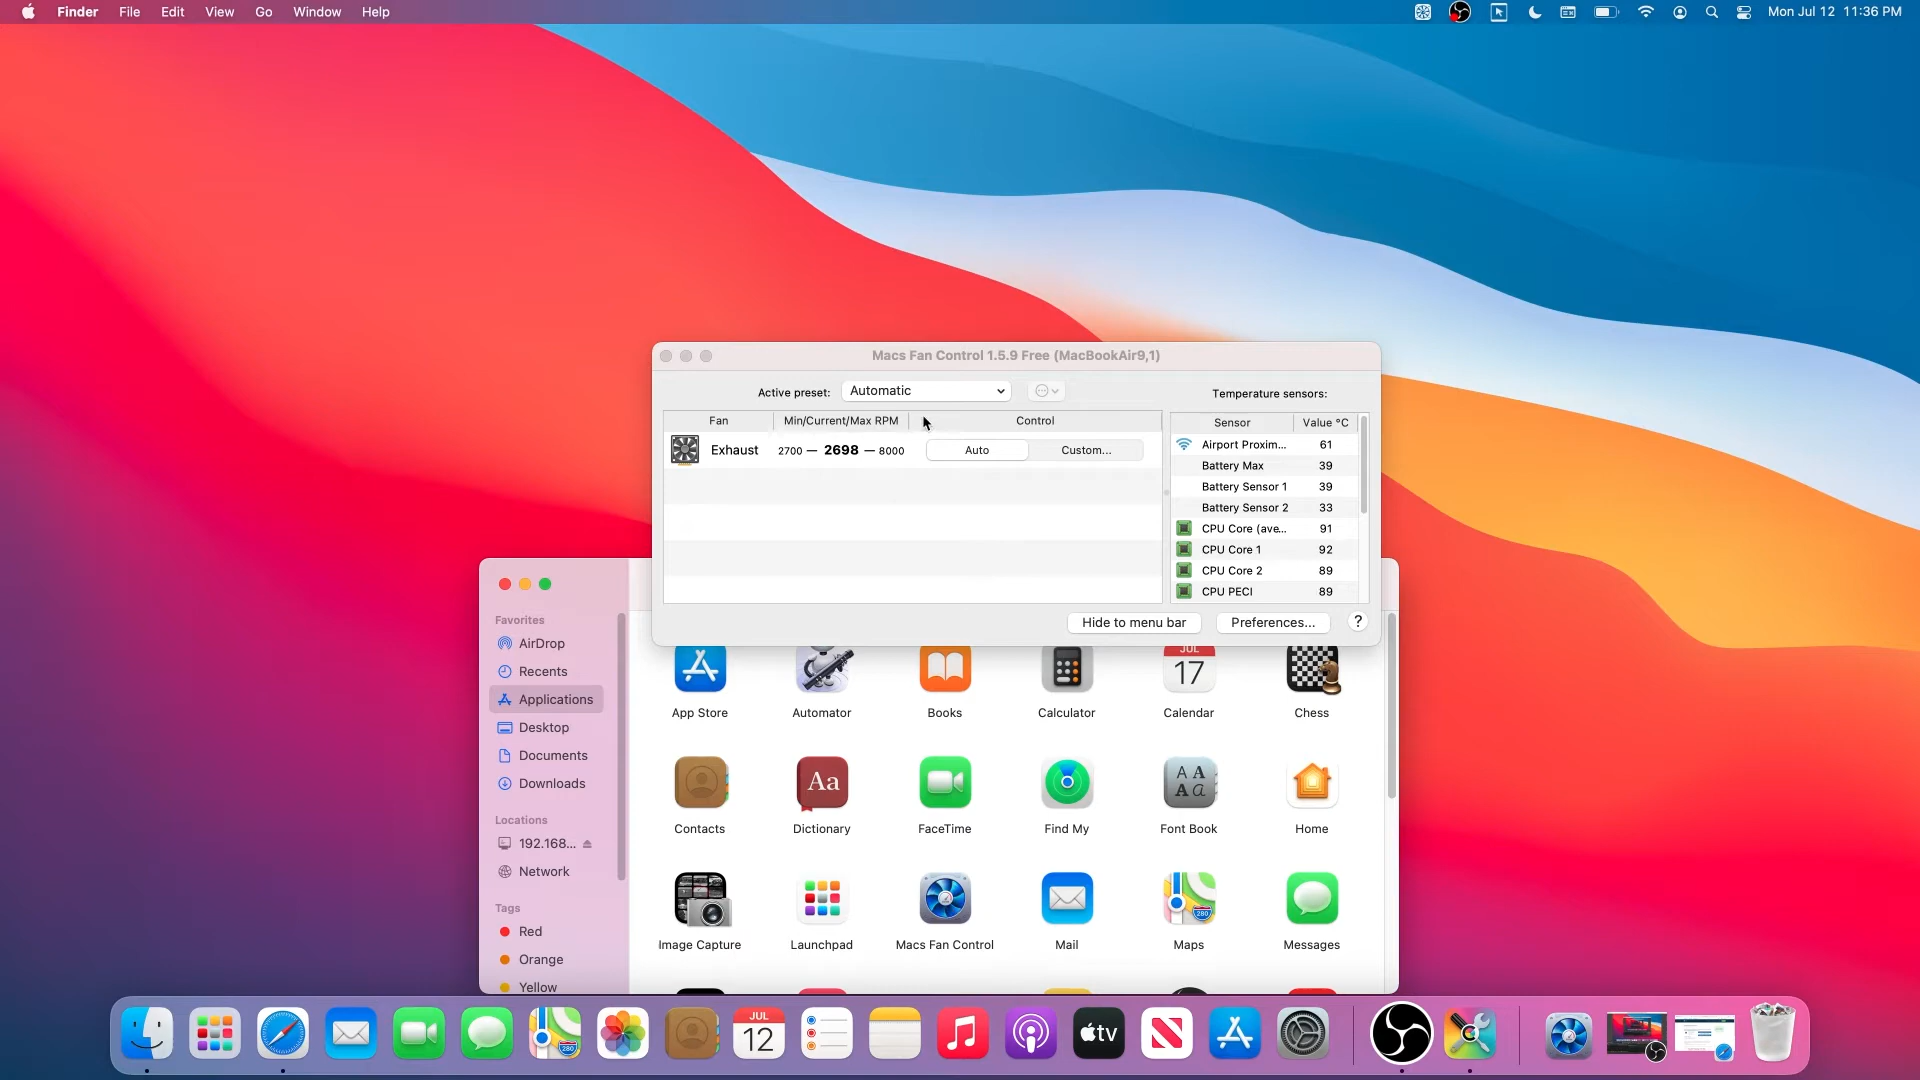 Finder File Edit View Go Window Help
Mon Jul 12 11:36 PM
Macs Fan Control 1.5.9 Free (MacBookAir9,1)
Active preset: Automatic
Temperature sensors:
Fan Min/Current/Max RPM Control
Exhaust 2700 — 2698 — 8000 Auto Custom...
Sensor Value °C
Airport Proxim... 61
Battery Max 39
Battery Sensor 1 39
Battery Sensor 2 33
CPU Core (ave... 91
CPU Core 1 92
CPU Core 2 89
CPU PECI 89
Hide to menu bar Preferences... ?
Favorites
AirDrop
Recents
Applications
Desktop
Documents
Downloads
Locations
192.168...
Network
Tags
Red
Orange
Yellow
JUL
17
App Store Automator Books Calculator Calendar Chess
Aa
A A
A a
Contacts Dictionary FaceTime Find My Font Book Home
280
Image Capture Launchpad Macs Fan Control Mail Maps Messages
280
JUL
12
tv